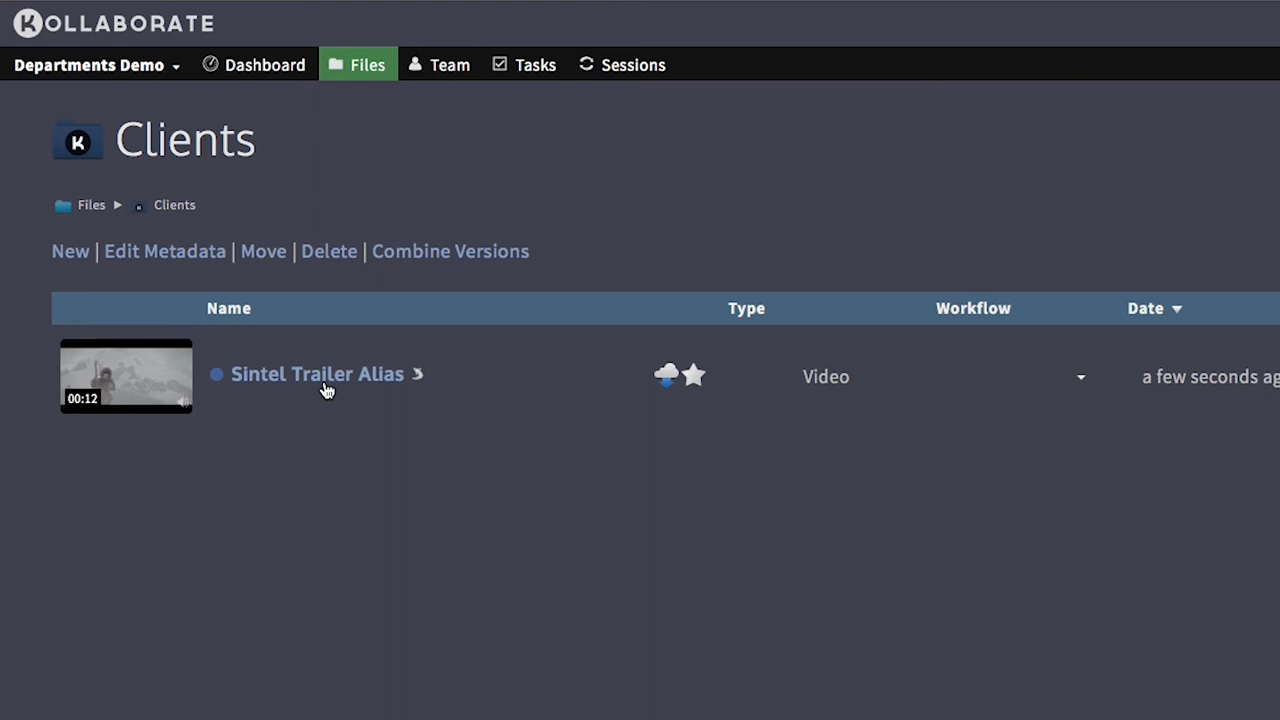 KOLLABORATE
Departments Demo Dashboard Files Team Tasks Sessions
K Clients
Files Clients
New | Edit Metadata | Move | Delete | Combine Versions
Name Type Workflow Date
Sintel Trailer Alias Video a few seconds ag
00:12